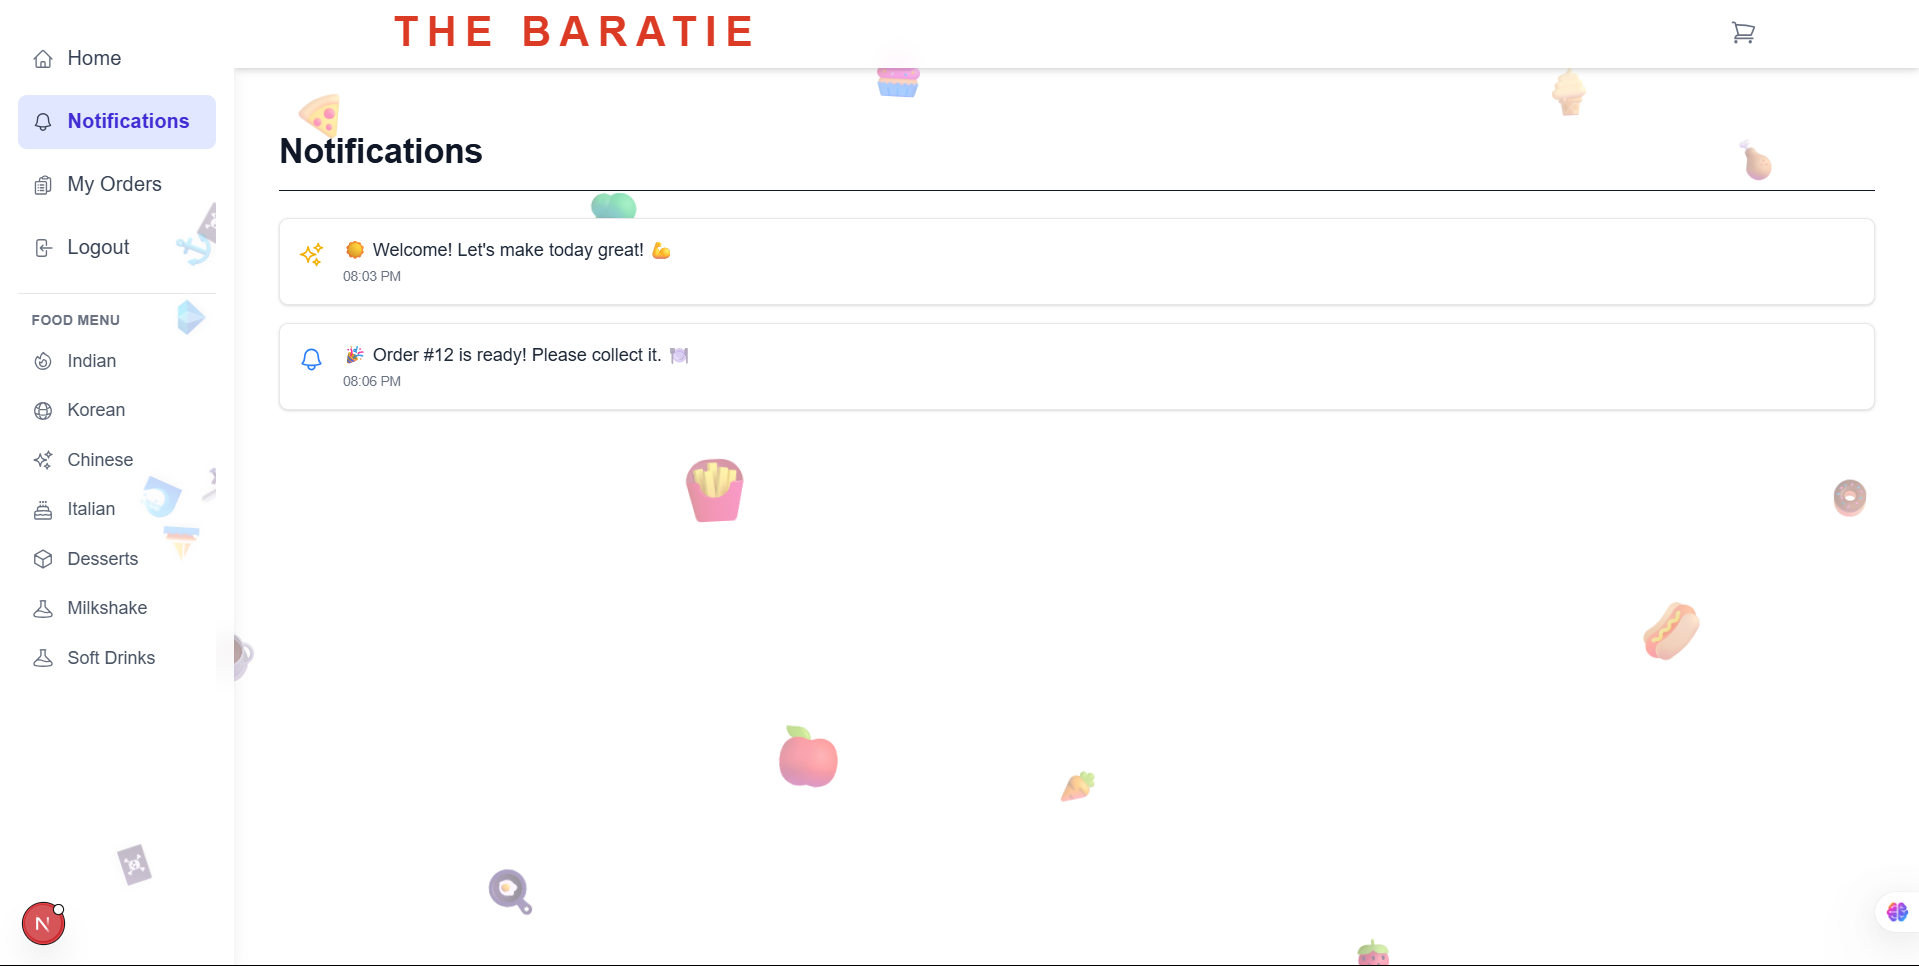 THE BARATIE
Home
Notifications
My Orders
Logout
FOOD MENU
Indian
Korean
Chinese
Italian
Desserts
Milkshake
Soft Drinks
N
Notifications
🌞 Welcome! Let's make today great! 💪
08:03 PM
🎉 Order #12 is ready! Please collect it. 🍽️
08:06 PM